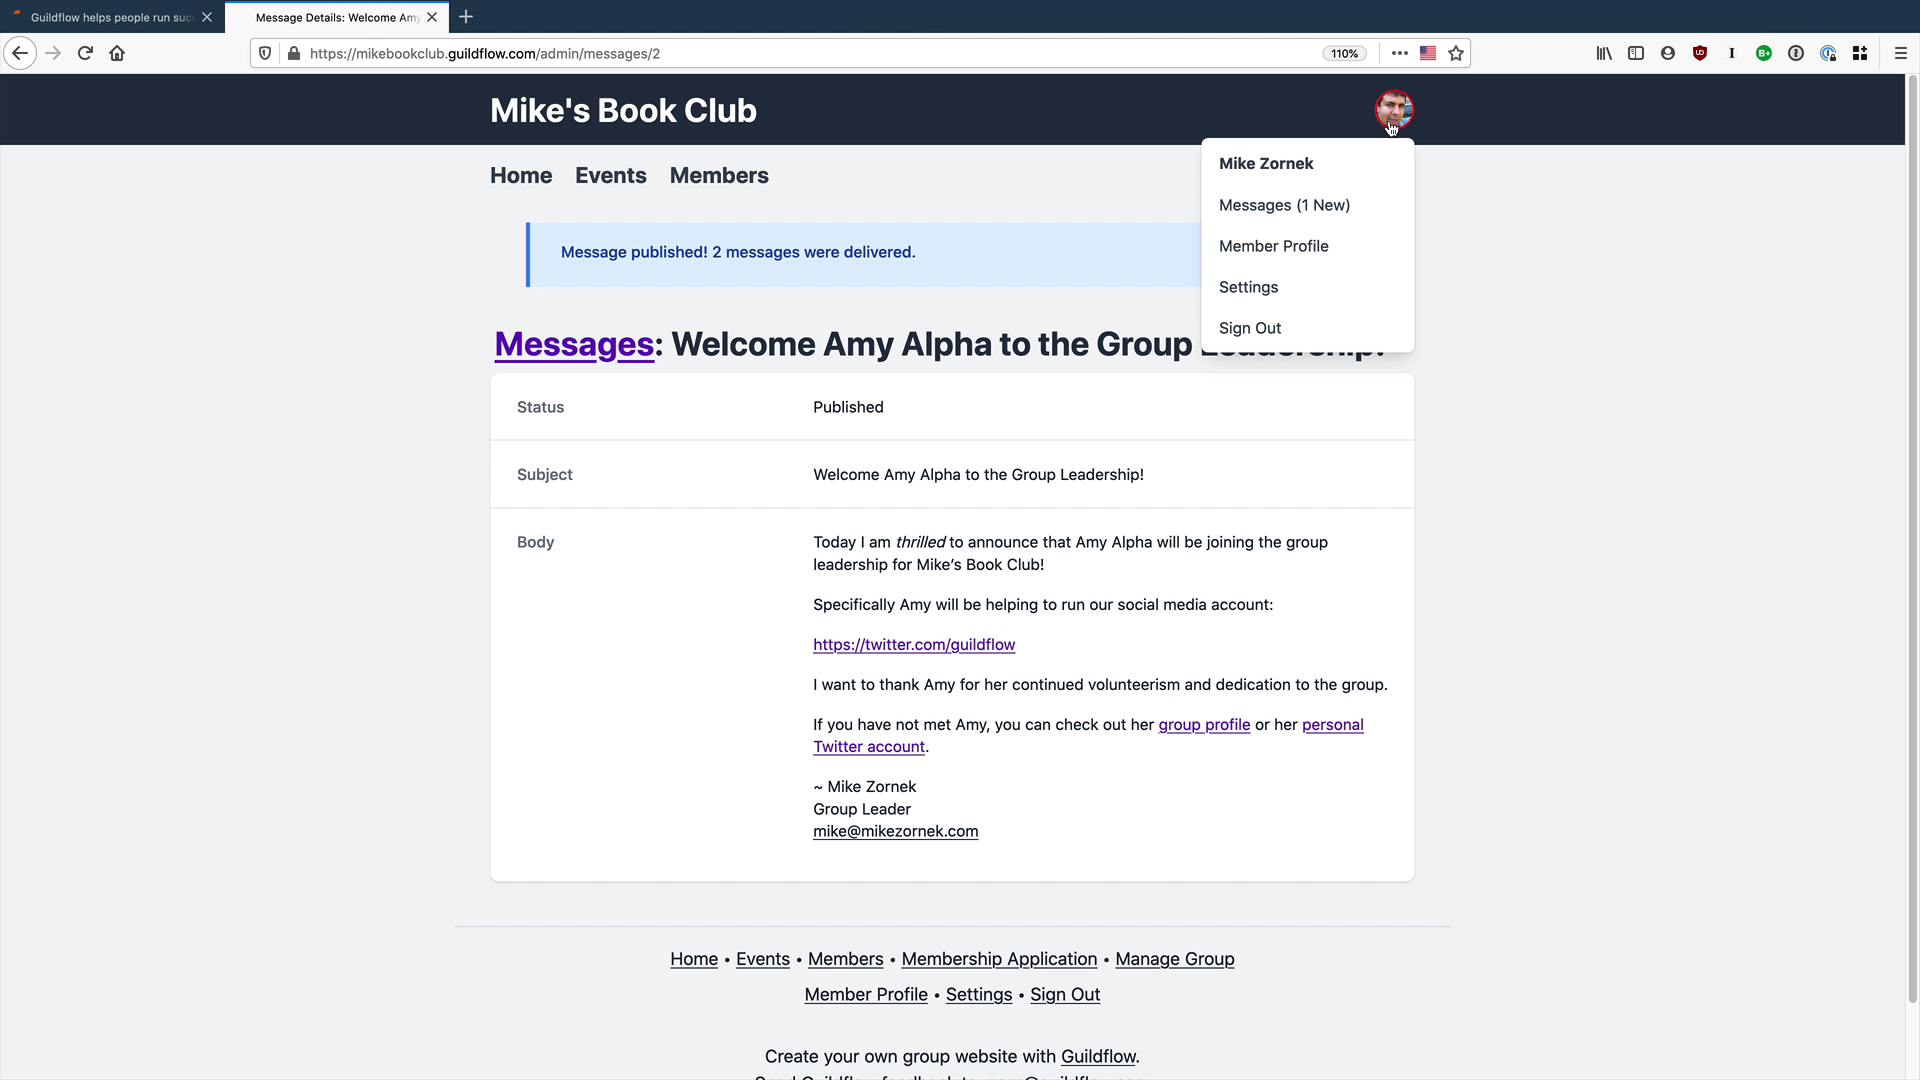 Guildflow helps people run suc
Message Details: Welcome Amy
https://mikebookclub.guildflow.com/admin/messages/2
110%
Mike's Book Club
Mike Zornek
Messages (1 New)
Member Profile
Settings
Sign Out
Home Events Members
Message published! 2 messages were delivered.
Messages: Welcome Amy Alpha to the Group
Status Published
Subject Welcome Amy Alpha to the Group Leadership!
Body Today I am thrilled to announce that Amy Alpha will be joining the group
leadership for Mike’s Book Club!
Specifically Amy will be helping to run our social media account:
https://twitter.com/guildflow
I want to thank Amy for her continued volunteerism and dedication to the group.
If you have not met Amy, you can check out her group profile or her personal
Twitter account.
~ Mike Zornek
Group Leader
mike@mikezornek.com
Home • Events • Members • Membership Application • Manage Group
Member Profile • Settings • Sign Out
Create your own group website with Guildflow.